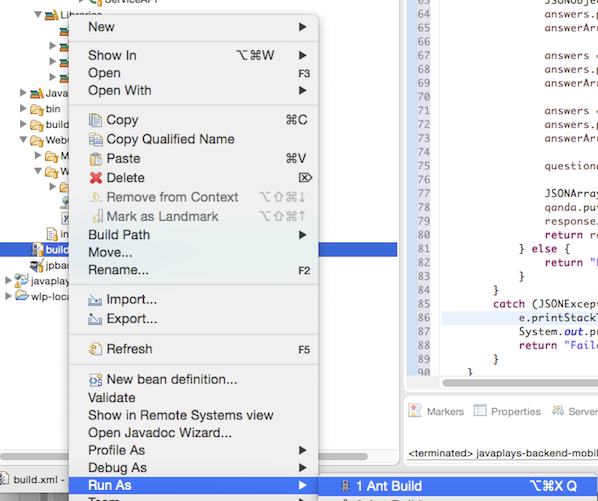 ServiceAPI
Libraries
Java
bin
build
Web
M
W
in
build
jpbac
javaplay
wlp-loca
build.xml -
New
Show In ⌥⌘W
Open F3
Open With
Copy ⌘C
Copy Qualified Name
Paste ⌘V
Delete ⌦
Remove from Context ⌥⇧⌘↓
Mark as Landmark ⌥⇧⌘↑
Build Path
Move...
Rename... F2
Import...
Export...
Refresh F5
New bean definition...
Validate
Show in Remote Systems view
Open Javadoc Wizard...
Profile As
Debug As
Run As
Team
1 Ant Build ⌥⌘X Q
63 JSONObje
64 answers.p
65 answerArr
66
67 answers =
68 answers.p
69 answerArr
70
71 answers =
72 answers.p
73 answerArr
74
75 questiona
76
77 JSONArray
78 qanda.put
79 response.
80 return re
81 } else {
82 return "F
83 }
84 }
85 catch (JSONExcept
86 e.printStackT
87 System.out.pr
88 return "Faile
89 }
90 }
Markers
Properties
Server
<terminated> javaplays-backend-mobil